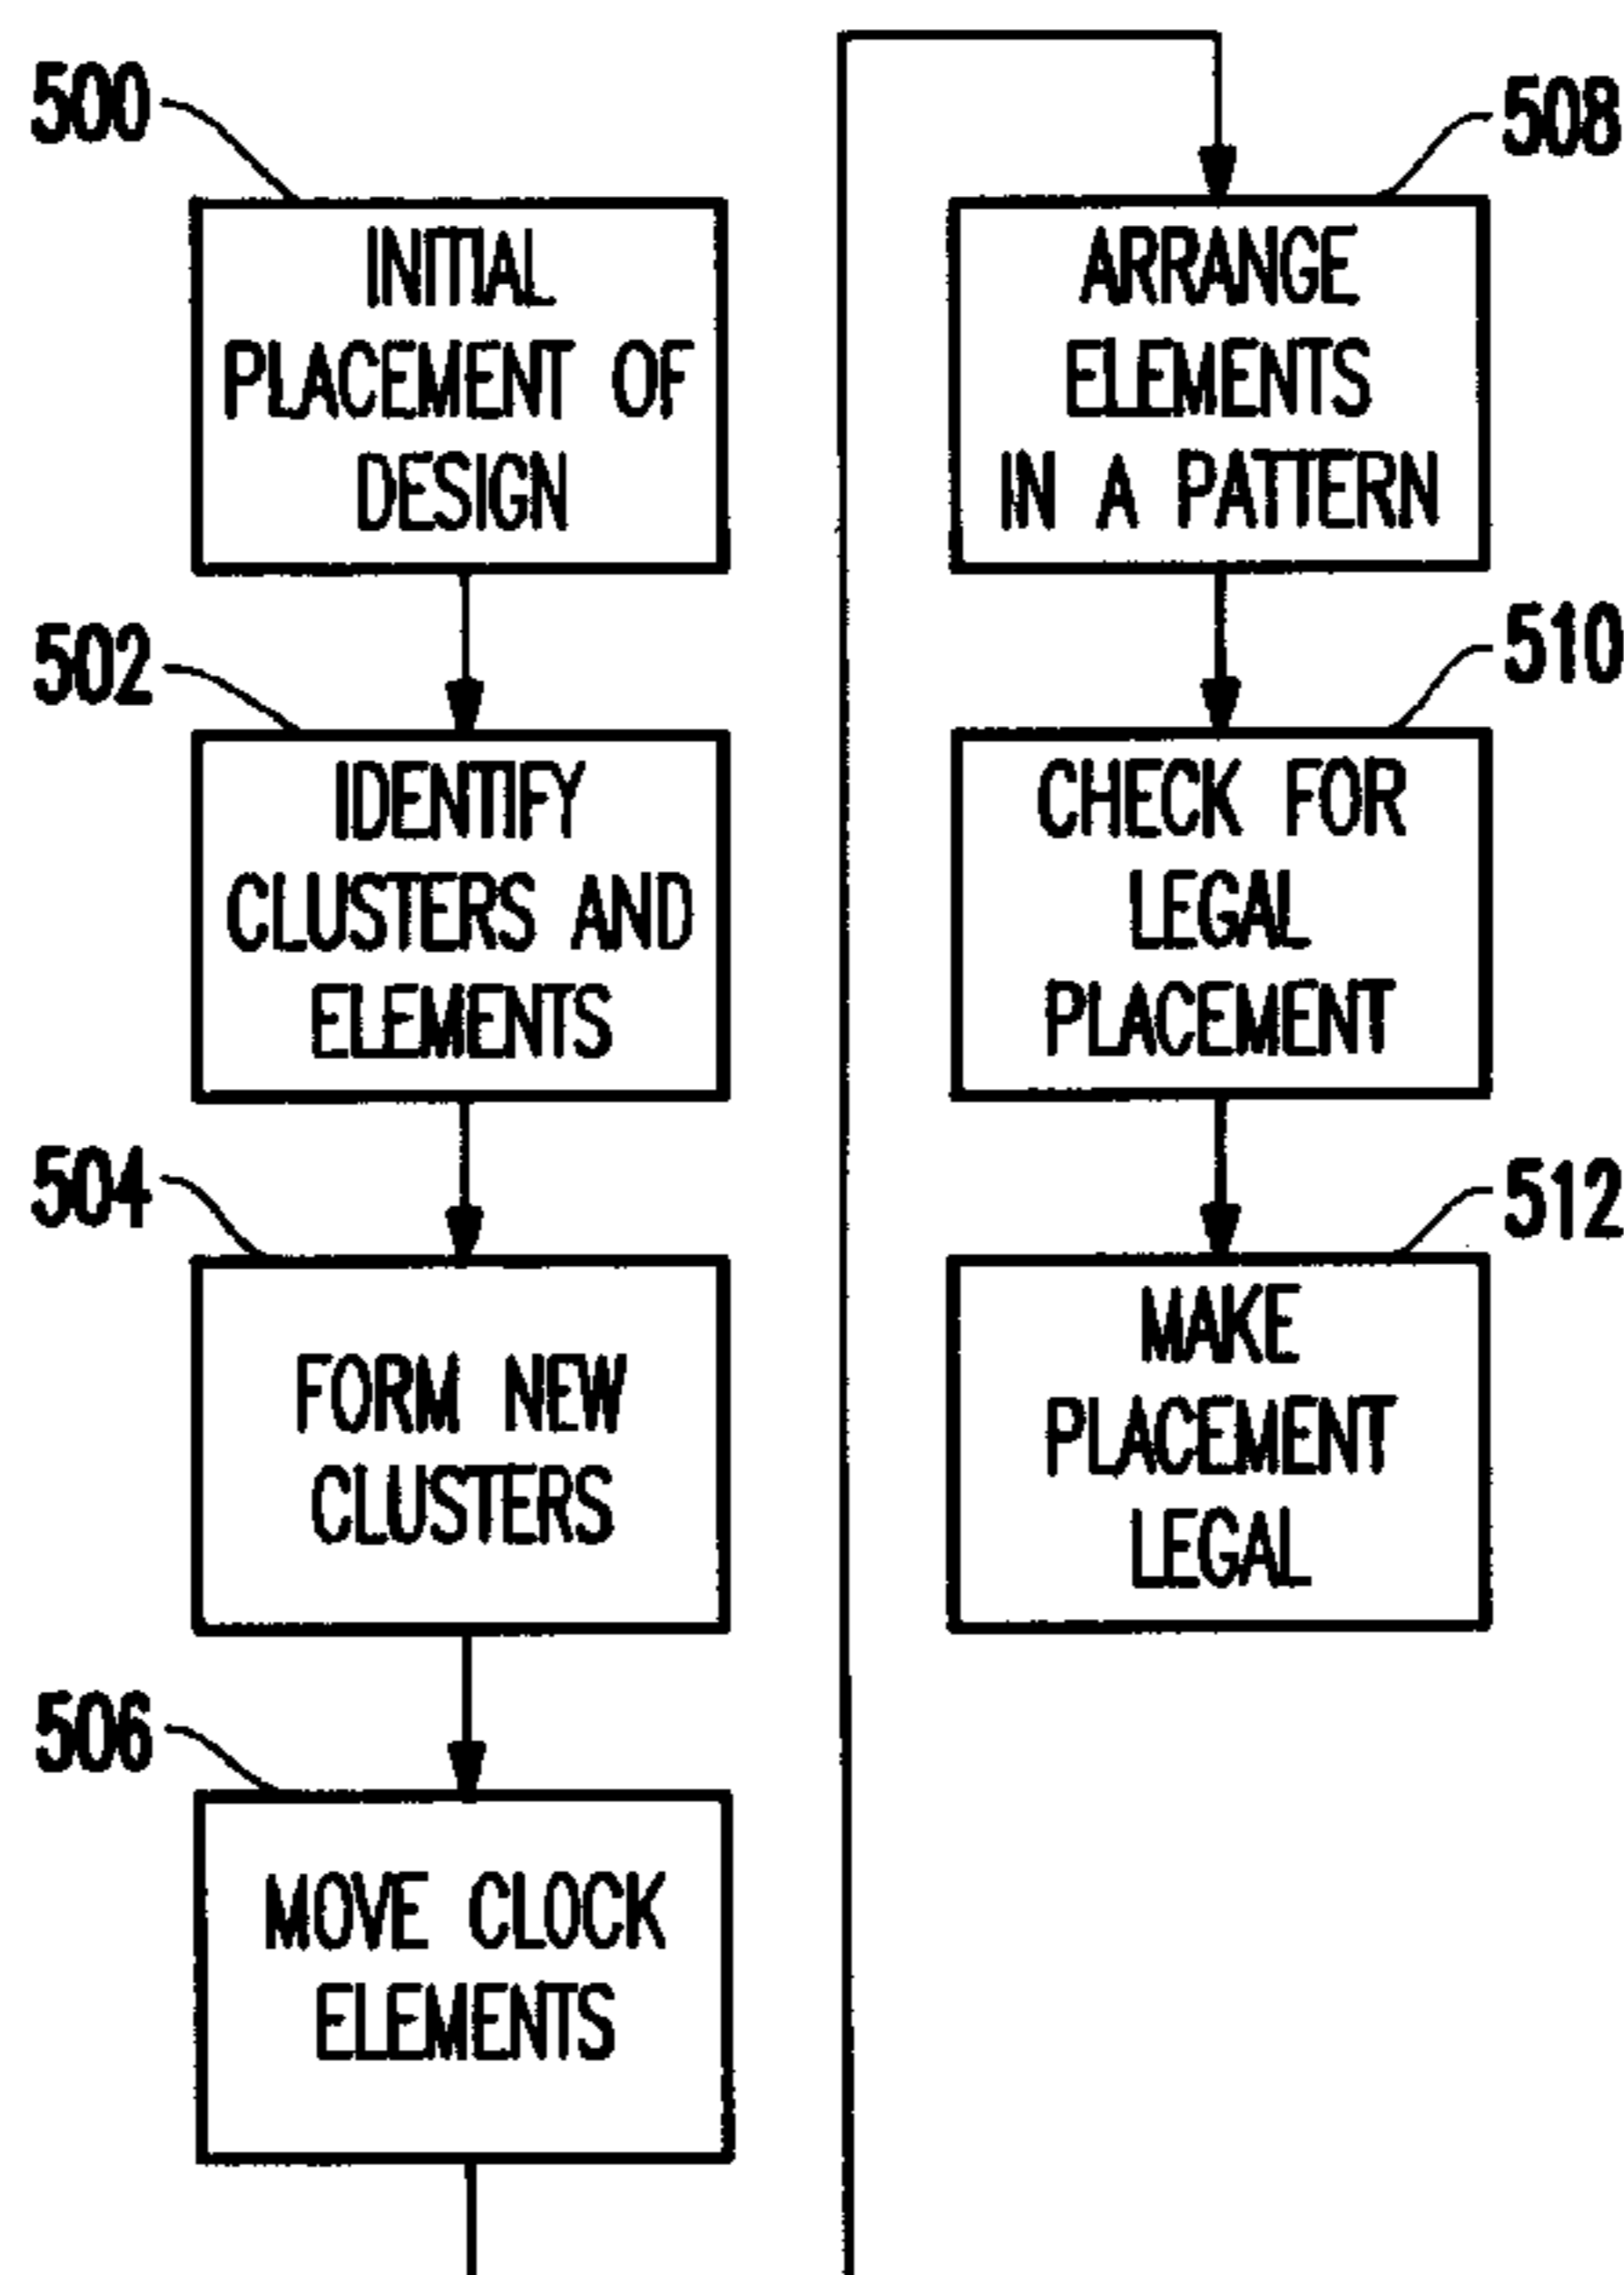 500
INITIAL
PLACEMENT OF
DESIGN
502
IDENTIFY
CLUSTERS AND
ELEMENTS
504
FORM NEW
CLUSTERS
506
MOVE CLOCK
ELEMENTS
508
ARRANGE
ELEMENTS
IN A PATTERN
510
CHECK FOR
LEGAL
PLACEMENT
512
MAKE
PLACEMENT
LEGAL